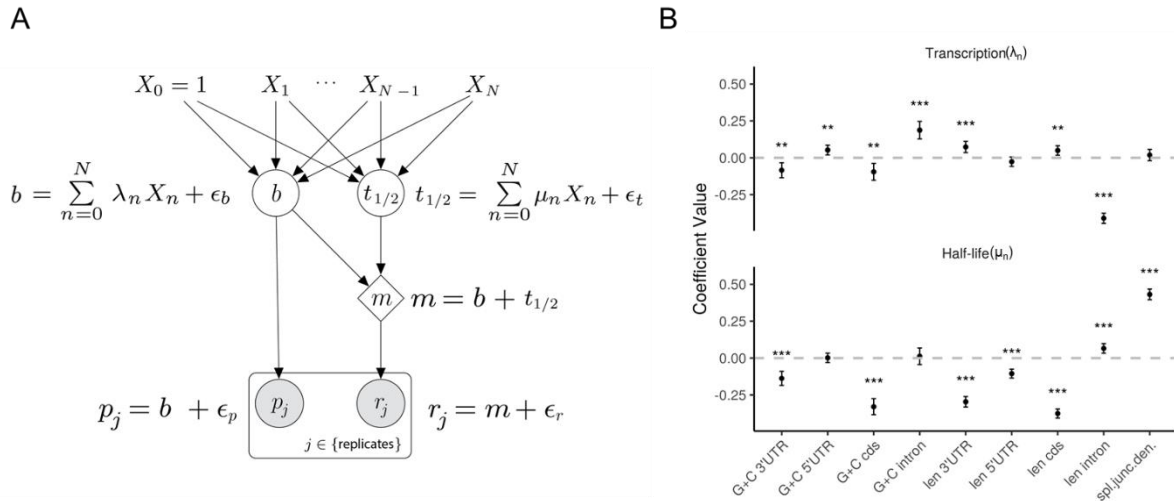 A
X_0 = 1 X_1 ⋯ X_{N-1} X_N
b = \sum_{n=0}^{N} λ_n X_n + ϵ_b
b
t_{1/2}
t_{1/2} = \sum_{n=0}^{N} μ_n X_n + ϵ_t
m
m = b + t_{1/2}
p_j = b + ϵ_p
p_j
r_j
r_j = m + ϵ_r
j ∈ {replicates}
B
Transcription(λ_n)
Coefficient Value
0.50
0.25
0.00
-0.25
** ** ** *** *** ** *** 
Half-life(μ_n)
0.50
0.25
0.00
-0.25
*** *** *** *** *** *** ***
G+C 3'UTR
G+C 5'UTR
G+C cds
G+C intron
len 3'UTR
len 5'UTR
len cds
len intron
spl.junc.den.